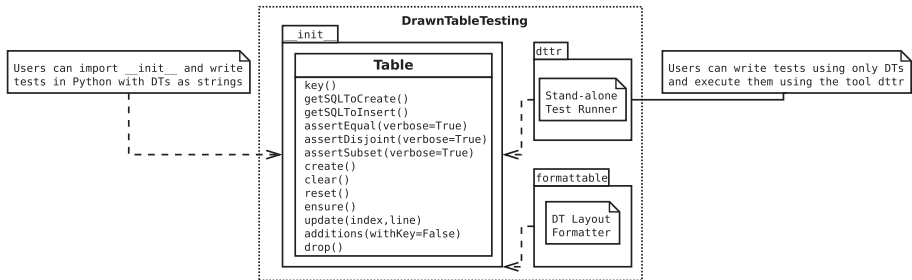 DrawnTableTesting
Users can import __init__ and write
tests in Python with DTs as strings
__init__
Table
key()
getSQLToCreate()
getSQLToInsert()
assertEqual(verbose=True)
assertDisjoint(verbose=True)
assertSubset(verbose=True)
create()
clear()
reset()
ensure()
update(index,line)
additions(withKey=False)
drop()
dttr
Stand-alone
Test Runner
formattable
DT Layout
Formatter
Users can write tests using only DTs
and execute them using the tool dttr